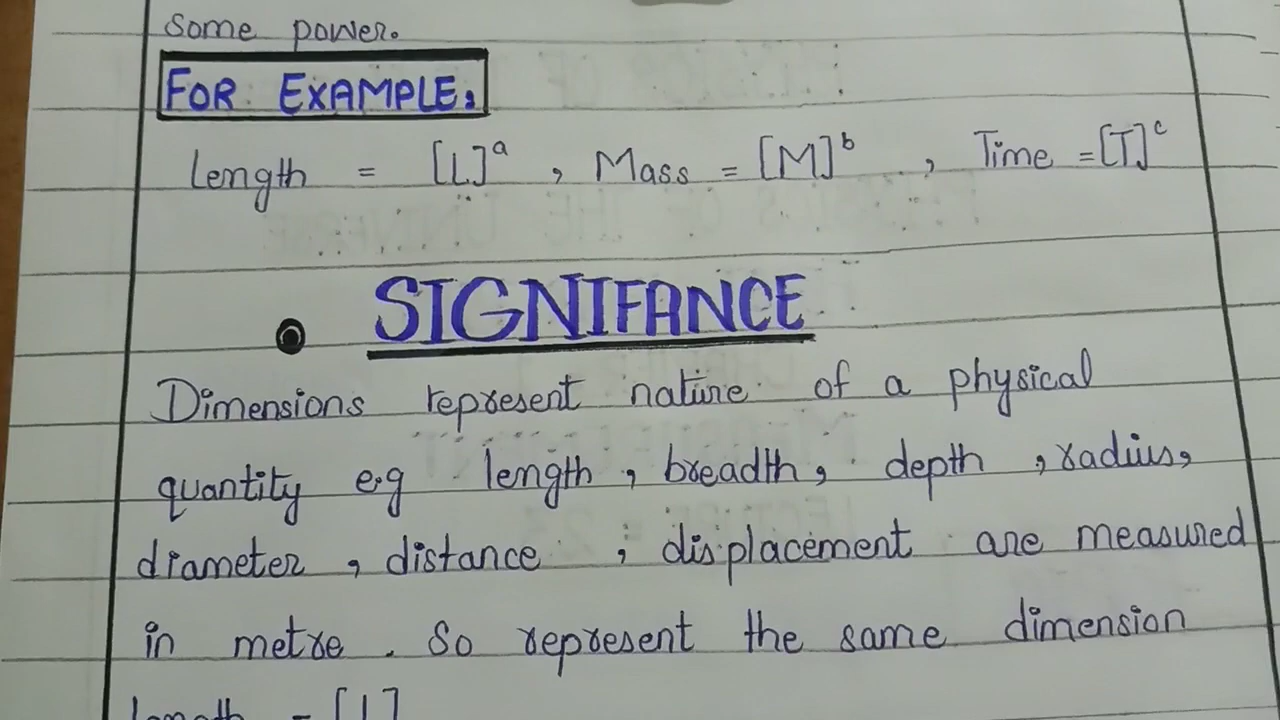 some power.
FOR EXAMPLE:
Length = [L]ᵃ , Mass = [M]ᵇ , Time = [T]ᶜ
SIGNIFANCE
Dimensions represent nature of a physical
quantity e.g length , breadth , depth , radius,
diameter , distance , displacement are measured
in metre . So represent the same dimension
length = [L]